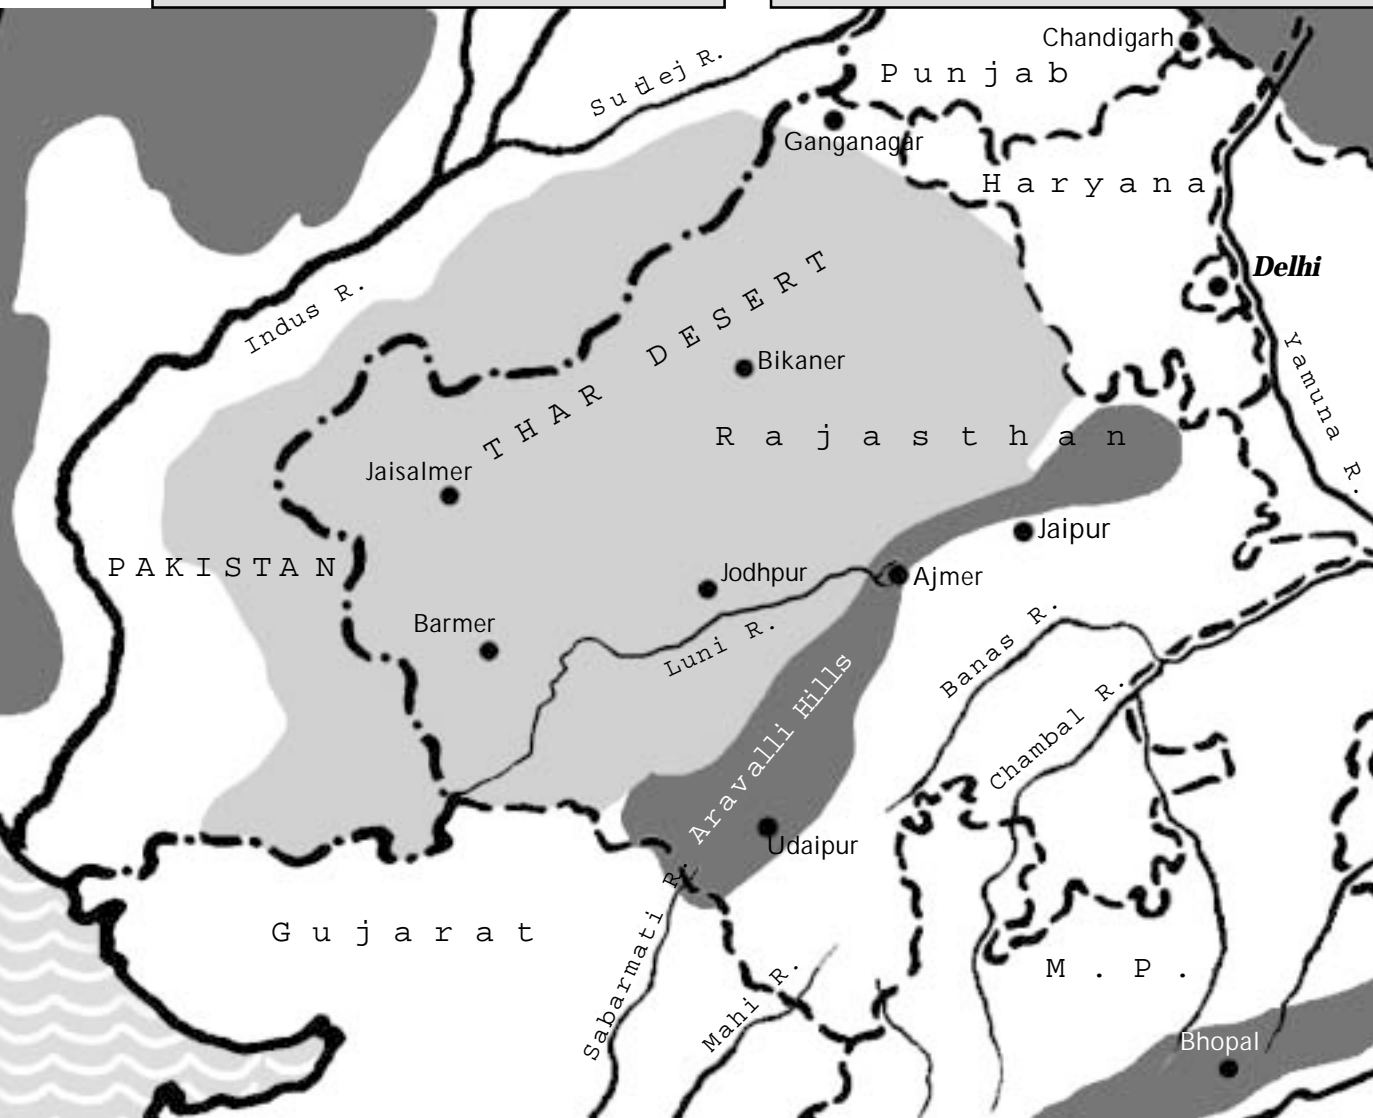 Chandigarh
Sutlej R.
Punjab
Ganganagar
Haryana
Delhi
THAR DESERT
Indus R.
Yamuna R.
Bikaner
Rajasthan
Jaisalmer
Jaipur
PAKISTAN
Jodhpur
Ajmer
Barmer
Luni R.
Banas R.
Aravalli Hills
Chambal R.
Udaipur
Gujarat
Sabarmati R.
Mahi R.
M.P.
Bhopal